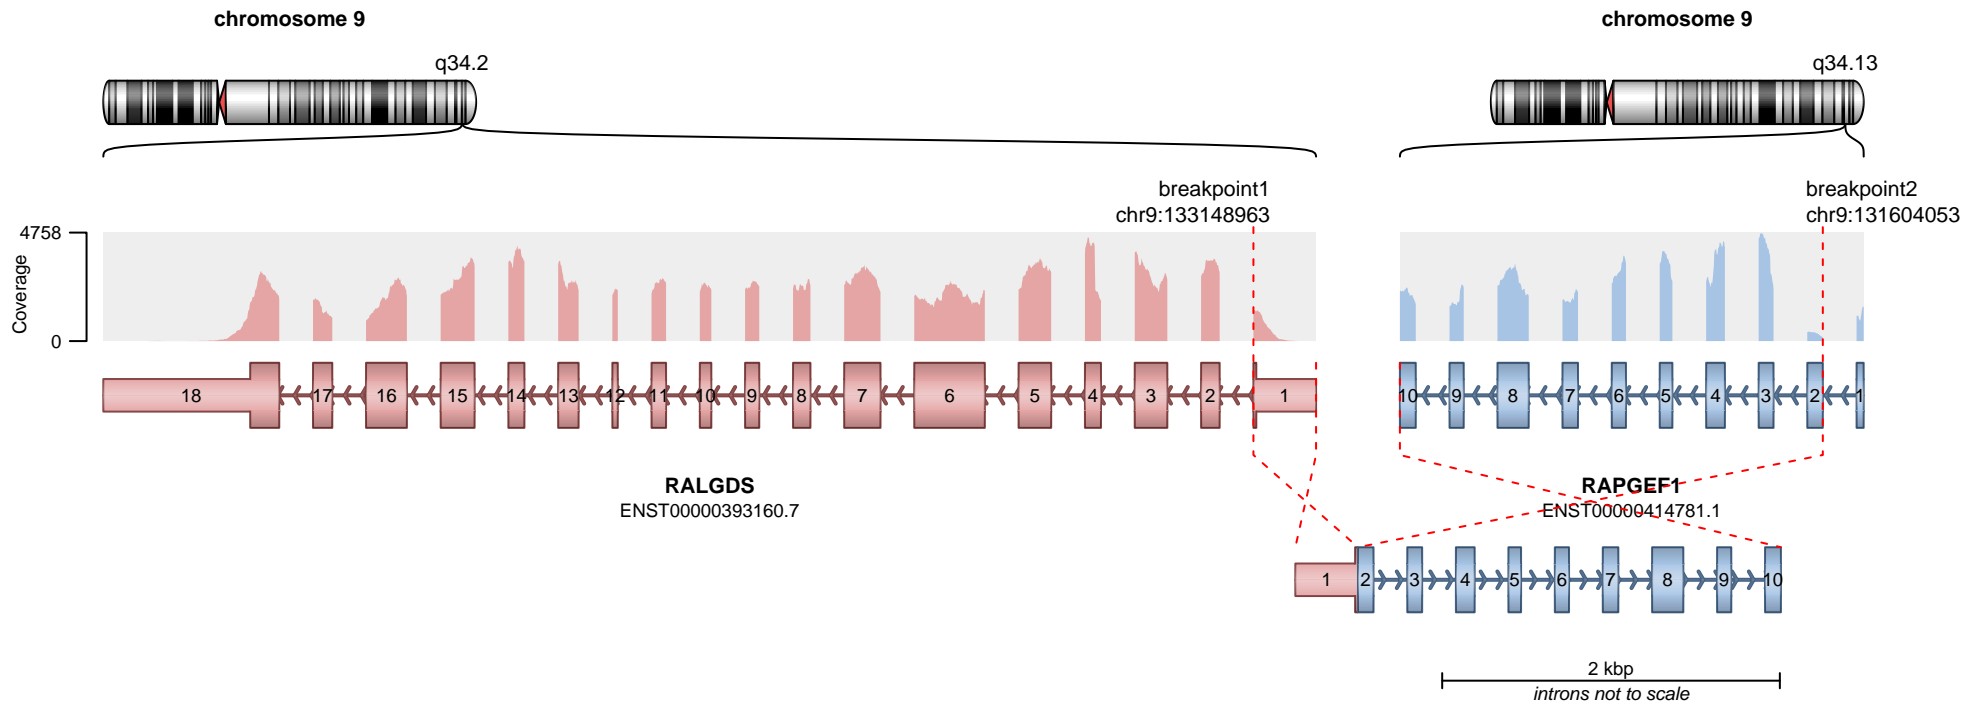 chromosome 9
chromosome 9
q34.2
q34.13
breakpoint1
chr9:133148963
breakpoint2
chr9:131604053
4758
Coverage
0
18 17 16 15 14 13 12 11 10 9 8 7 6 5 4 3 2 1
10 9 8 7 6 5 4 3 2 1
RALGDS
ENST00000393160.7
RAPGEF1
ENST00000414781.1
1 2 3 4 5 6 7 8 9 10
2 kbp
introns not to scale